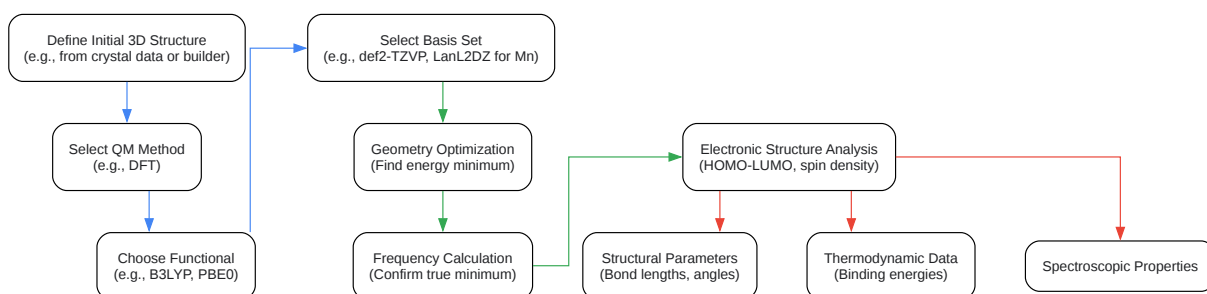 Define Initial 3D Structure
(e.g., from crystal data or builder)
Select QM Method
(e.g., DFT)
Choose Functional
(e.g., B3LYP, PBE0)
Select Basis Set
(e.g., def2-TZVP, LanL2DZ for Mn)
Geometry Optimization
(Find energy minimum)
Frequency Calculation
(Confirm true minimum)
Electronic Structure Analysis
(HOMO-LUMO, spin density)
Structural Parameters
(Bond lengths, angles)
Thermodynamic Data
(Binding energies)
Spectroscopic Properties